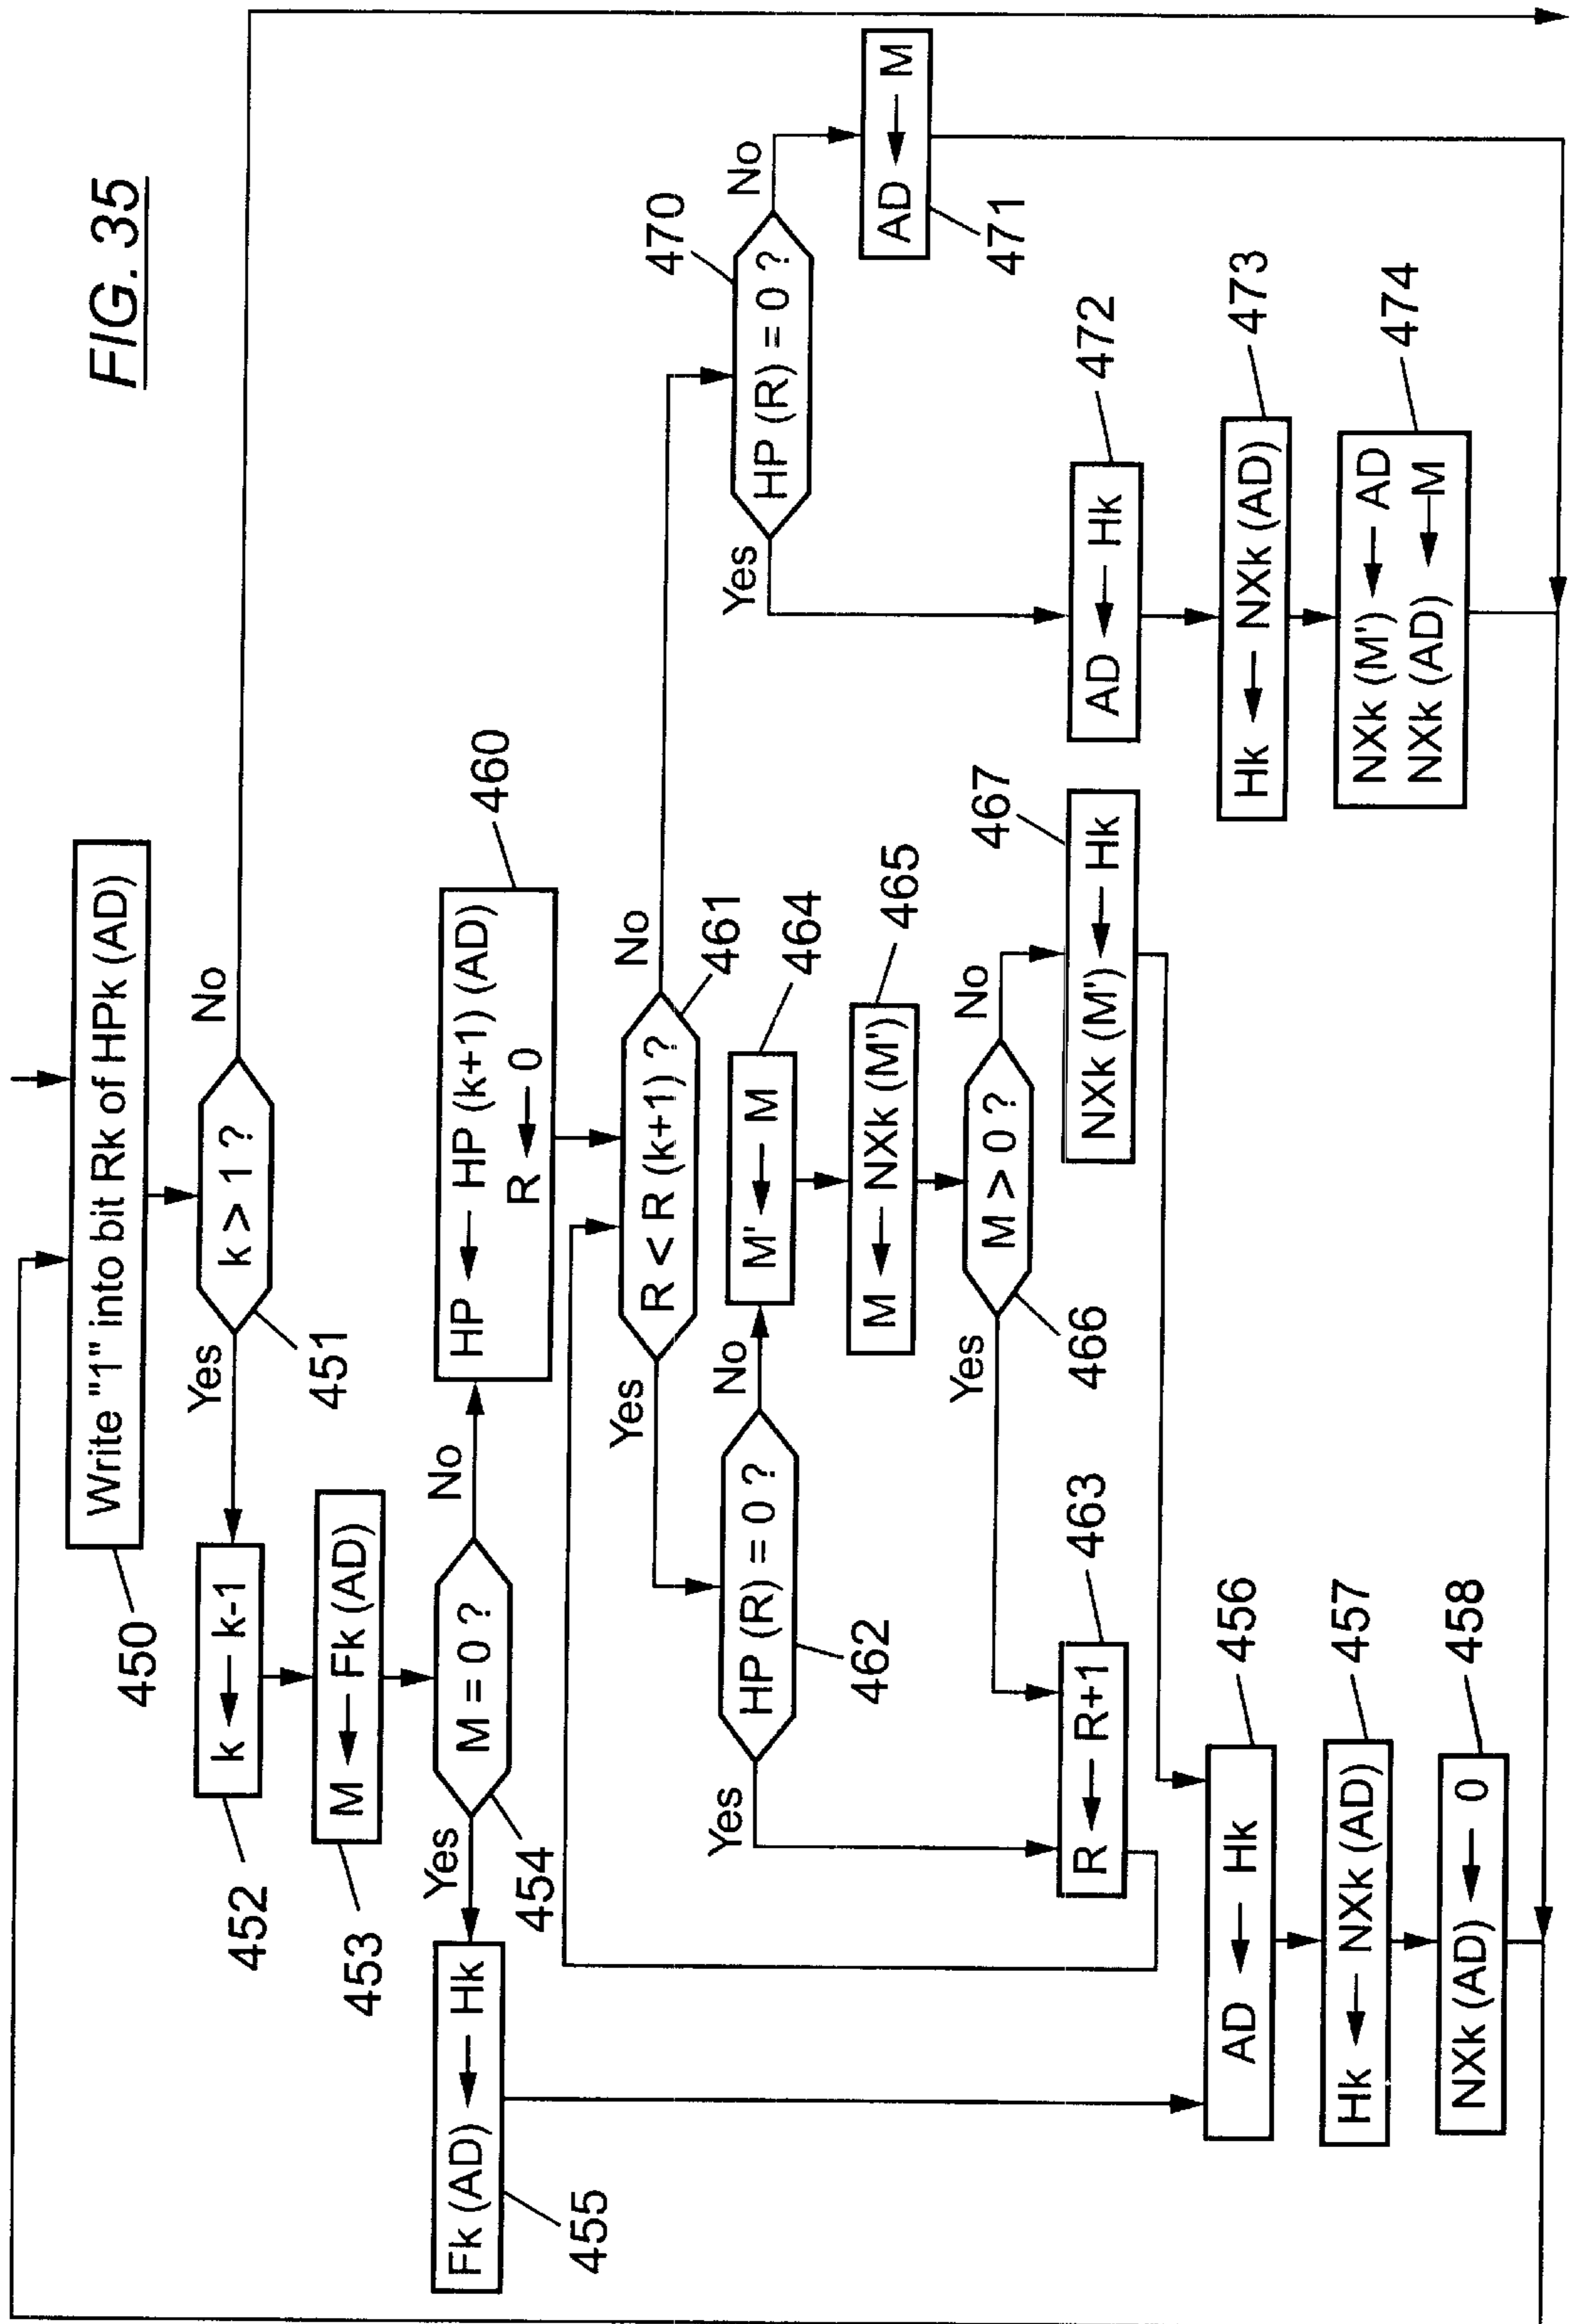 FIG. 35
Write "1" into bit Rk of HPk (AD)
450
k > 1 ?
451
Yes
No
k ← k-1
452
M ← Fk (AD)
453
M = 0 ?
454
Yes
No
Fk (AD) ← Hk
455
HP ← HP (k+1) (AD)
R ← 0
460
R < R (k+1) ?
461
Yes
No
HP (R) = 0 ?
462
Yes
No
M' ← M
464
M ← NXk (M')
465
M > 0 ?
466
Yes
No
R ← R+1
463
NXk (M') ← Hk
467
AD ← Hk
456
Hk ← NXk (AD)
457
NXk (AD) ← 0
458
HP (R) = 0 ?
470
Yes
No
AD ← M
471
AD ← Hk
472
Hk ← NXk (AD)
473
NXk (M') ← AD
NXk (AD) ← M
474